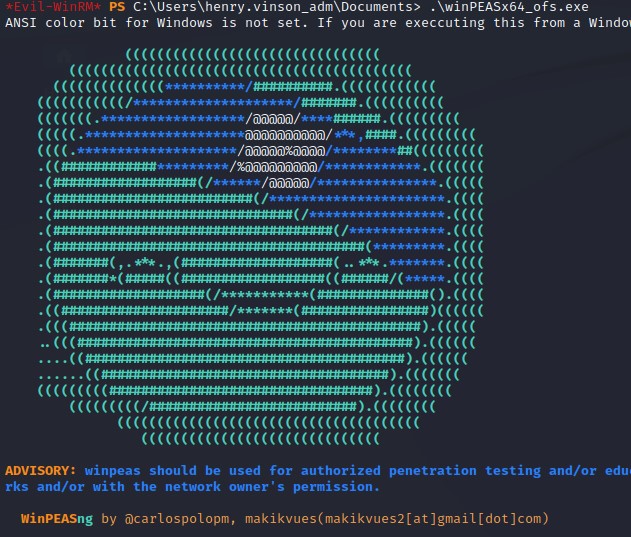 *Evil-WinRM* PS C:\Users\henry.vinson_adm\Documents> .\winPEASx64_ofs.exe
ANSI color bit for Windows is not set. If you are execcuting this from a Windo
ADVISORY: winpeas should be used for authorized penetration testing and/or edu
rks and/or with the network owner's permission.
WinPEASng by @carlospolopm, makikvues(makikvues2[at]gmail[dot]com)